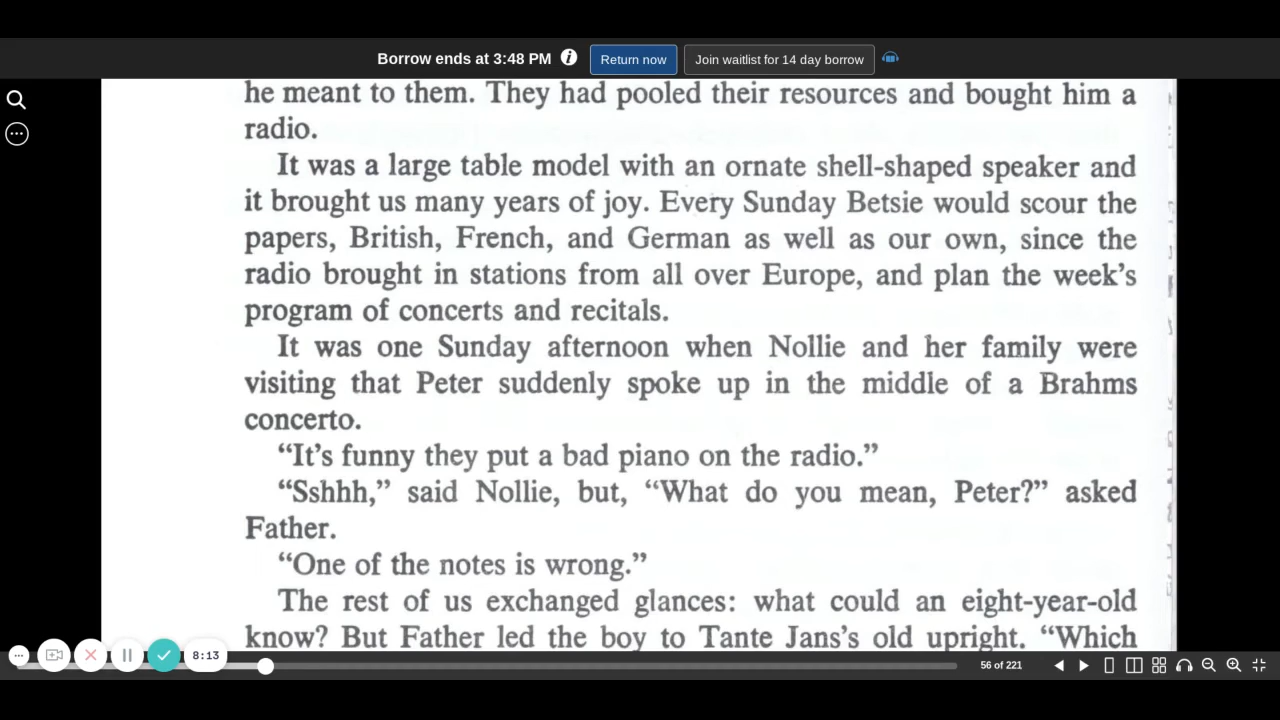 Borrow ends at 3:48 PM
Return now
Join waitlist for 14 day borrow
he meant to them. They had pooled their resources and bought him a
radio.
It was a large table model with an ornate shell-shaped speaker and
it brought us many years of joy. Every Sunday Betsie would scour the
papers, British, French, and German as well as our own, since the
radio brought in stations from all over Europe, and plan the week's
program of concerts and recitals.
It was one Sunday afternoon when Nollie and her family were
visiting that Peter suddenly spoke up in the middle of a Brahms
concerto.
“It's funny they put a bad piano on the radio.”
“Sshhh,” said Nollie, but, “What do you mean, Peter?” asked
Father.
“One of the notes is wrong.”
The rest of us exchanged glances: what could an eight-year-old
know? But Father led the boy to Tante Jans's old upright. “Which
8:13
56 of 221